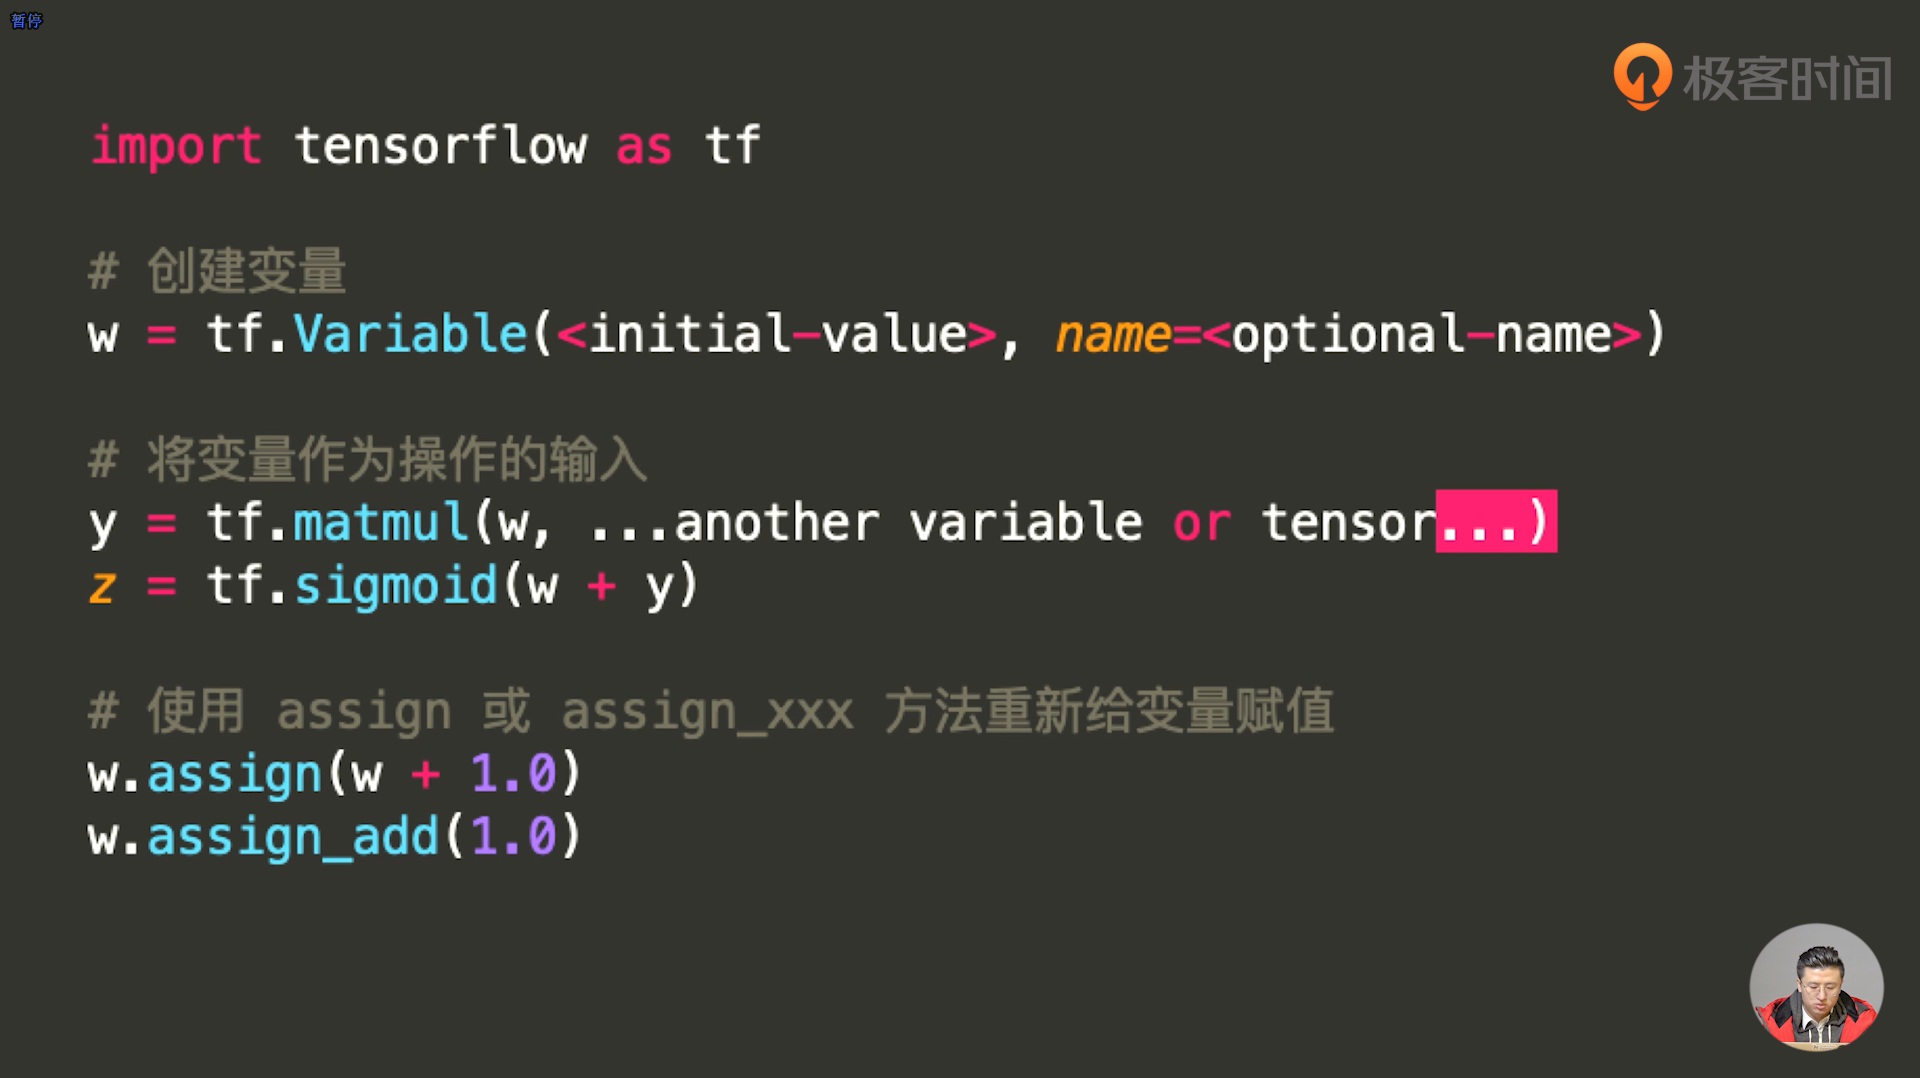 暂停
极客时间
import tensorflow as tf
# 创建变量
w = tf.Variable(<initial-value>, name=<optional-name>)
# 将变量作为操作的输入
y = tf.matmul(w, ...another variable or tensor...)
z = tf.sigmoid(w + y)
# 使用 assign 或 assign_xxx 方法重新给变量赋值
w.assign(w + 1.0)
w.assign_add(1.0)